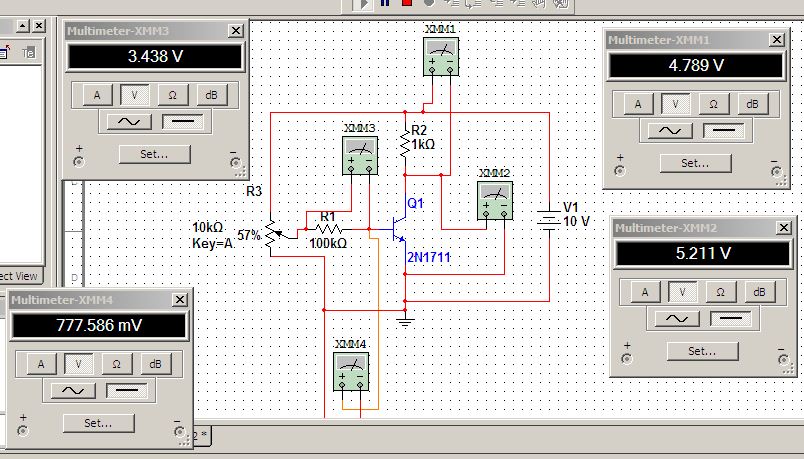 Multimeter-XMM3
3.438 V
A V Ω dB
+ -
Set...
Multimeter-XMM1
4.789 V
A V Ω dB
+ -
Set...
Multimeter-XMM2
5.211 V
A V Ω dB
+ -
Set...
Multimeter-XMM4
777.586 mV
A V Ω dB
+ -
Set...
XMM1
+ -
XMM3
+ -
XMM2
+ -
XMM4
+ -
R2
1kΩ
R3
10kΩ
Key=A
57%
R1
100kΩ
Q1
2N1711
V1
10 V
ect View
D
2 *